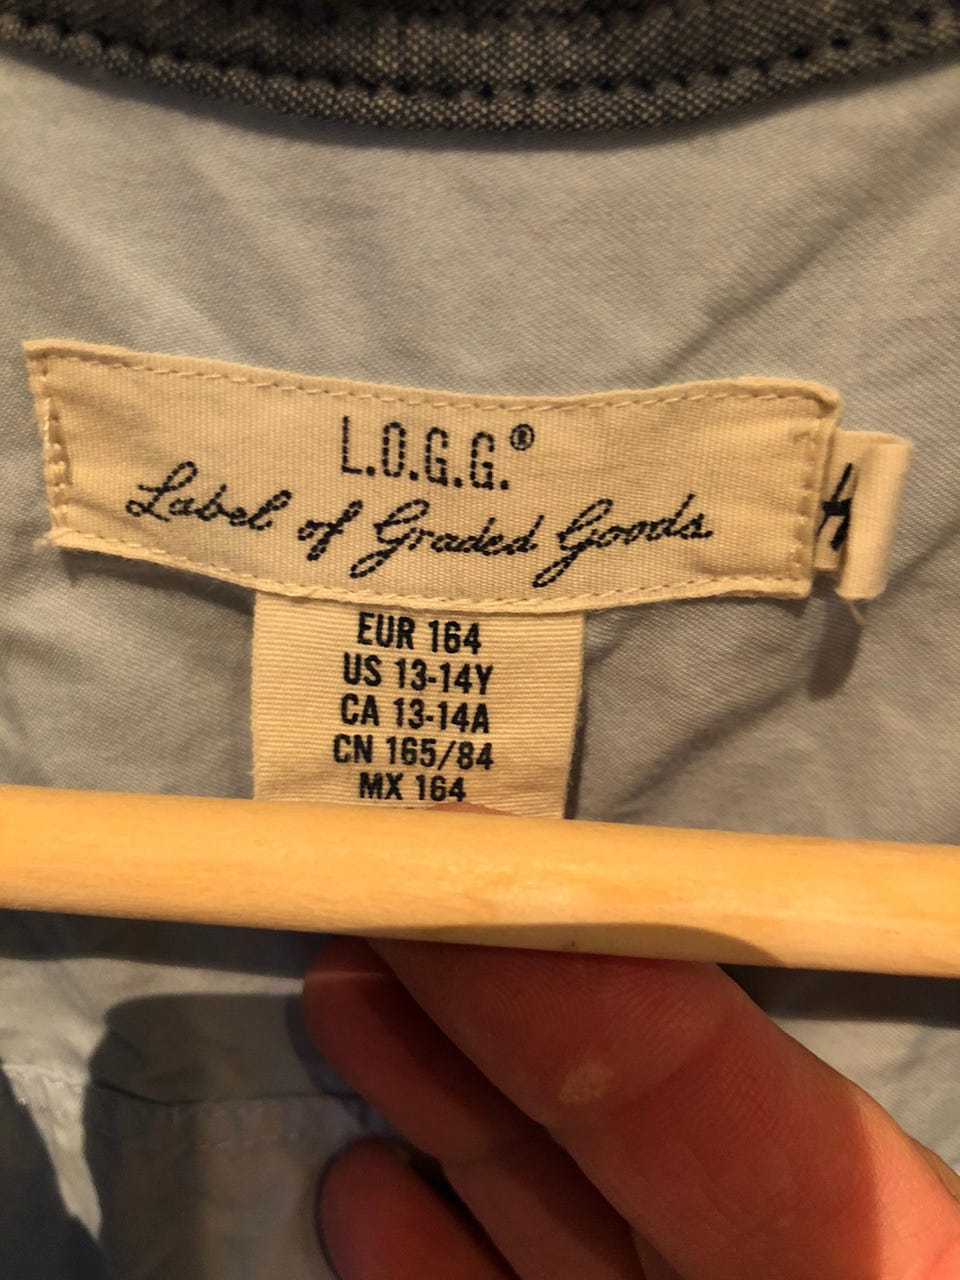 L.O.G.G.®
Label of Graded Goods
EUR 164
US 13-14Y
CA 13-14A
CN 165/84
MX 164